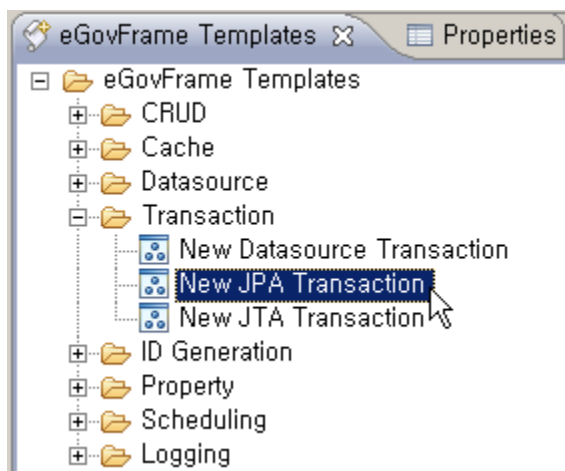 eGovFrame Templates Properties
eGovFrame Templates
CRUD
Cache
Datasource
Transaction
New Datasource Transaction
New JPA Transaction
New JTA Transaction
ID Generation
Property
Scheduling
Logging